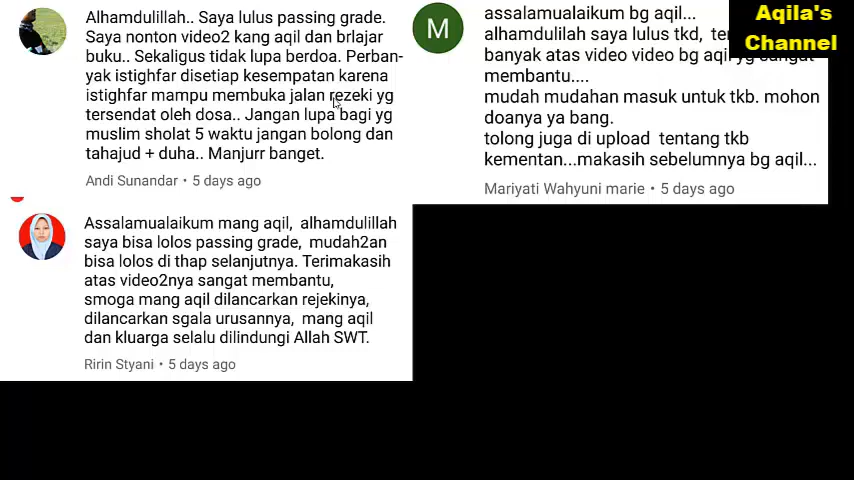 Alhamdulillah.. Saya lulus passing grade.
Saya nonton video2 kang aqil dan brlajar
buku.. Sekaligus tidak lupa berdoa. Perban-
yak istighfar disetiap kesempatan karena
istighfar mampu membuka jalan rezeki yg
tersendat oleh dosa.. Jangan lupa bagi yg
muslim sholat 5 waktu jangan bolong dan
tahajud + duha.. Manjurr banget.
Andi Sunandar • 5 days ago
M
assalamualaikum bg aqil...
alhamdulilah saya lulus tkd,
banyak atas video video bg aqil yg sangat
membantu....
mudah mudahan masuk untuk tkb. mohon
doanya ya bang.
tolong juga di upload tentang tkb
kementan...makasih sebelumnya bg aqil...
Mariyati Wahyuni marie • 5 days ago
Aqila's
Channel
Assalamualaikum mang aqil, alhamdulillah
saya bisa lolos passing grade, mudah2an
bisa lolos di thap selanjutnya. Terimakasih
atas video2nya sangat membantu,
smoga mang aqil dilancarkan rejekinya,
dilancarkan sgala urusannya, mang aqil
dan kluarga selalu dilindungi Allah SWT.
Ririn Styani • 5 days ago